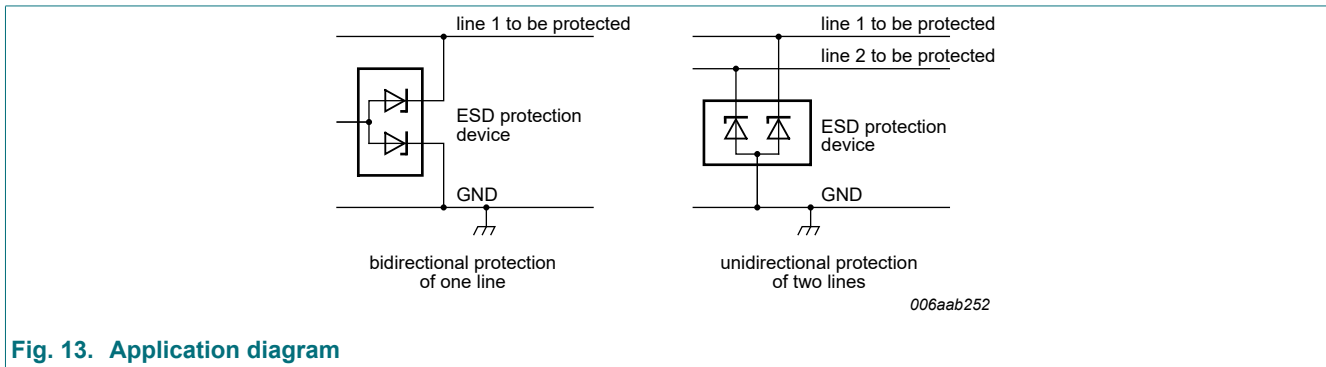 line 1 to be protected
ESD protection
device
GND
bidirectional protection
of one line
line 1 to be protected
line 2 to be protected
ESD protection
device
GND
unidirectional protection
of two lines
006aab252
Fig. 13. Application diagram